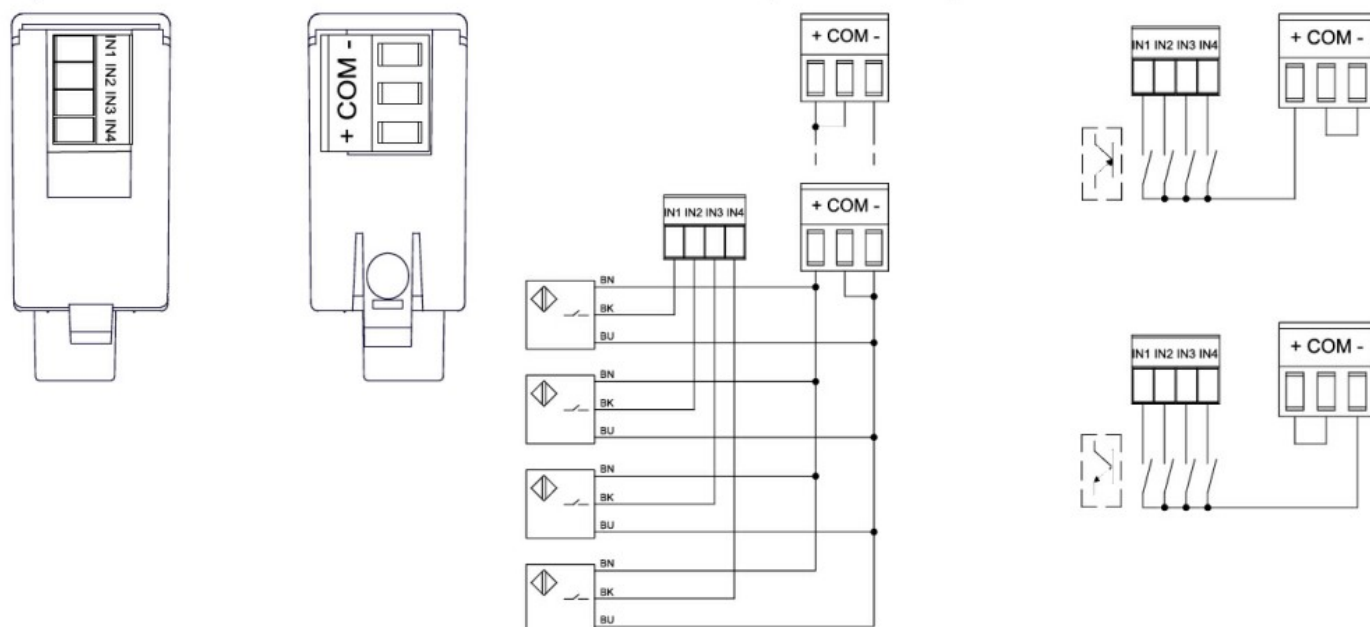 IN1 IN2 IN3 IN4
+ COM -
+ COM -
IN1 IN2 IN3 IN4
+ COM -
IN1 IN2 IN3 IN4
+ COM -
BN
BK
BU
BN
BK
BU
BN
BK
BU
BN
BK
BU
IN1 IN2 IN3 IN4
+ COM -